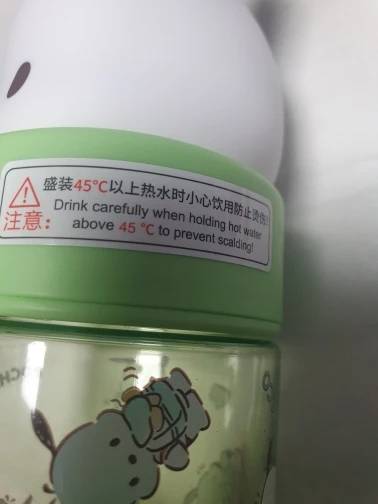 盛装45℃以上热水时小心饮用防止烫伤!
注意：
Drink carefully when holding hot water
above 45 ℃ to prevent scalding!